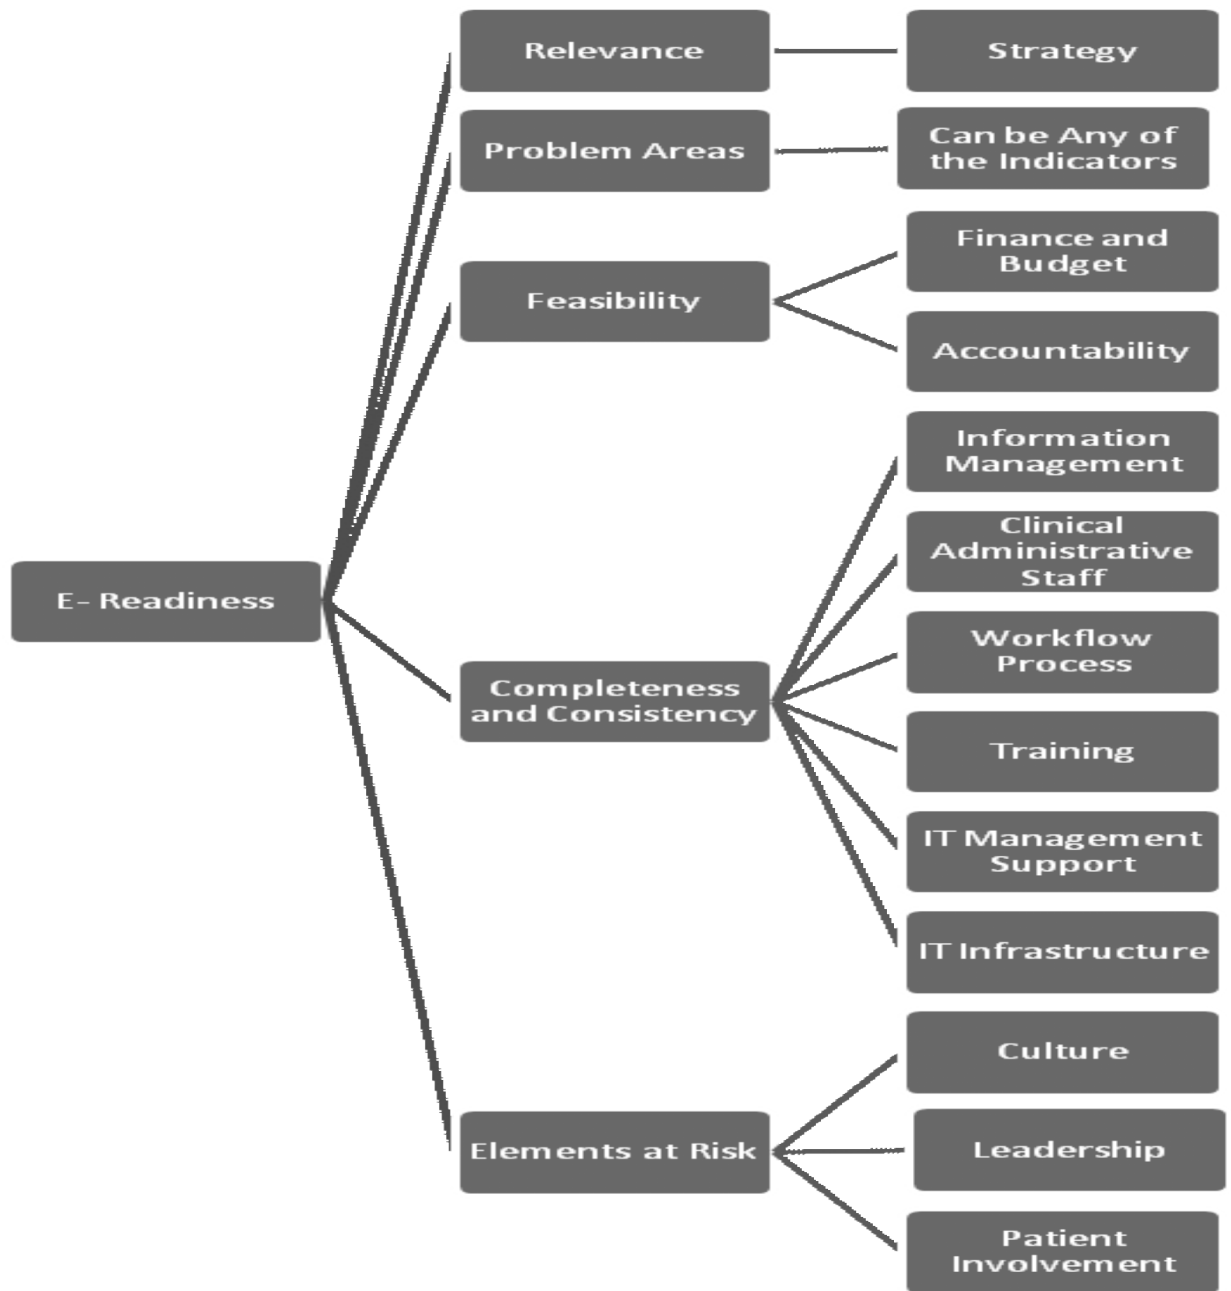 Relevance
Strategy
Problem Areas
Can be Any of
the Indicators
Feasibility
Finance and
Budget
Accountability
E- Readiness
Completeness
and Consistency
Information
Management
Clinical
Administrative
Staff
Workflow
Process
Training
IT Management
Support
IT Infrastructure
Elements at Risk
Culture
Leadership
Patient
Involvement